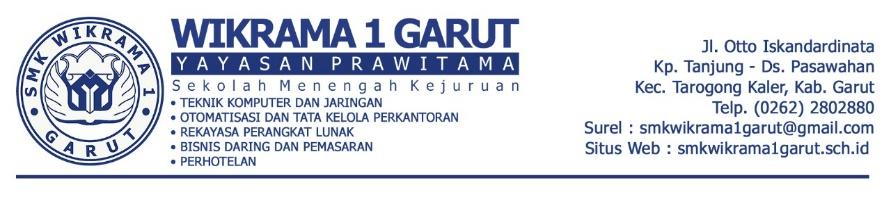 SMK WIKRAMA 1
GARUT
WIKRAMA 1 GARUT
YAYASAN PRAWITAMA
Sekolah Menengah Kejuruan
• TEKNIK KOMPUTER DAN JARINGAN
• OTOMATISASI DAN TATA KELOLA PERKANTORAN
• REKAYASA PERANGKAT LUNAK
• BISNIS DARING DAN PEMASARAN
• PERHOTELAN
Jl. Otto Iskandardinata
Kp. Tanjung - Ds. Pasawahan
Kec. Tarogong Kaler, Kab. Garut
Telp. (0262) 2802880
Surel : smkwikrama1garut@gmail.com
Situs Web : smkwikrama1garut.sch.id